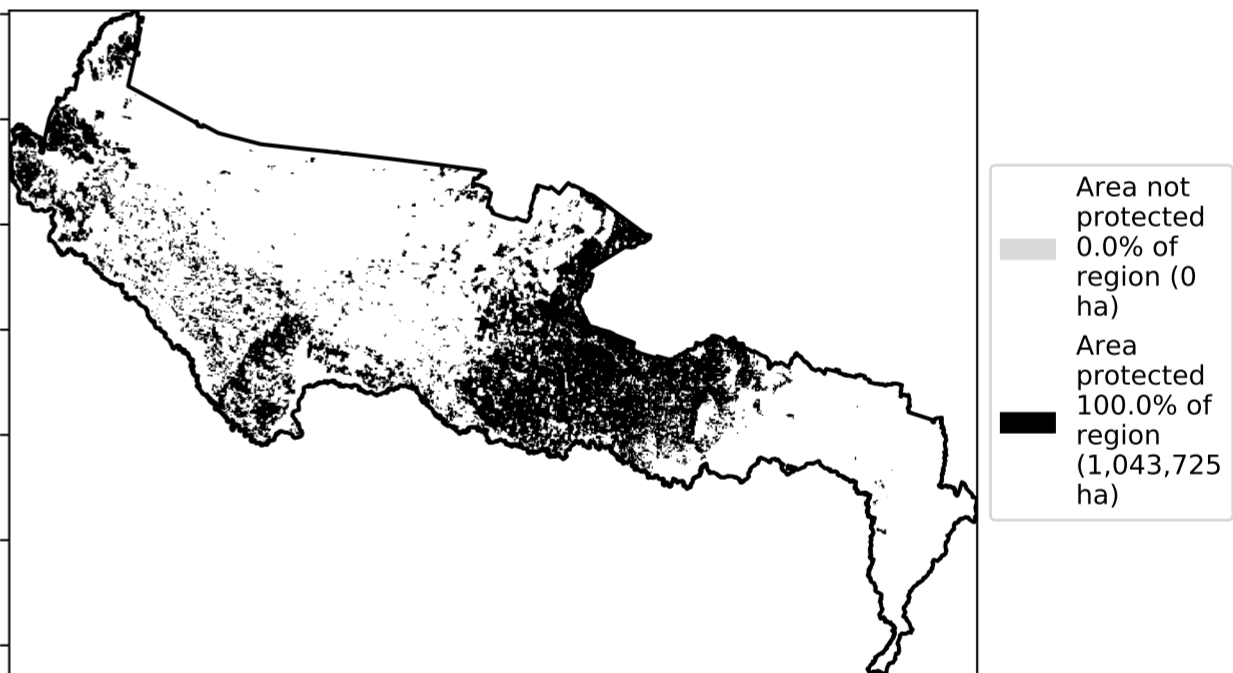 Area not
protected
0.0% of
region (0
ha)
Area
protected
100.0% of
region
(1,043,725
ha)